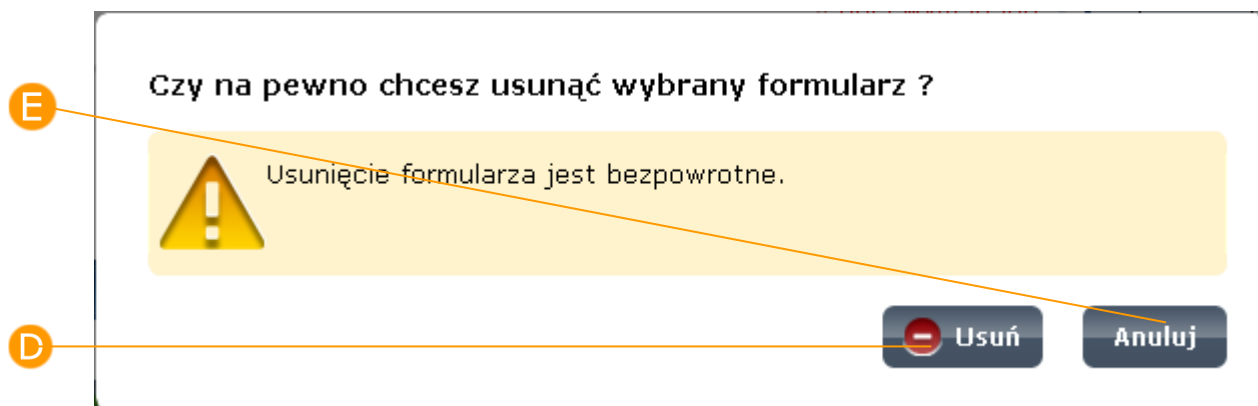 Czy na pewno chcesz usunąć wybrany formularz ?
E
Usunięcie formularza jest bezpowrotne.
D
Usuń
Anuluj